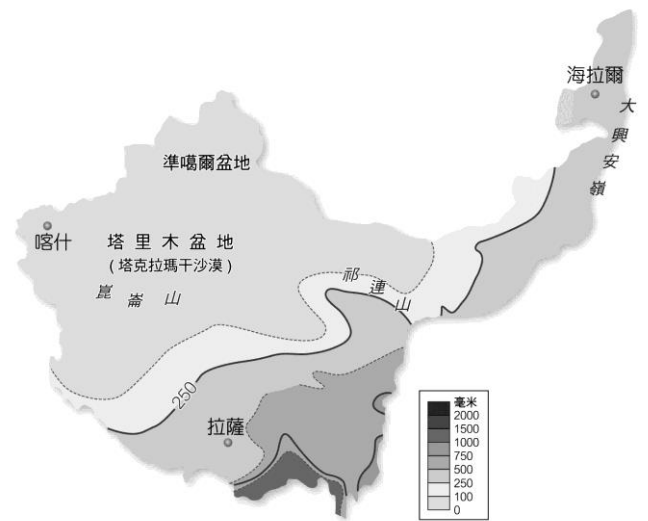 海拉爾
大興安嶺
準噶爾盆地
喀什
塔里木盆地
(塔克拉瑪干沙漠)
崑崙山
祁連山
250
拉薩
毫米
2000
1500
1000
750
500
250
100
0